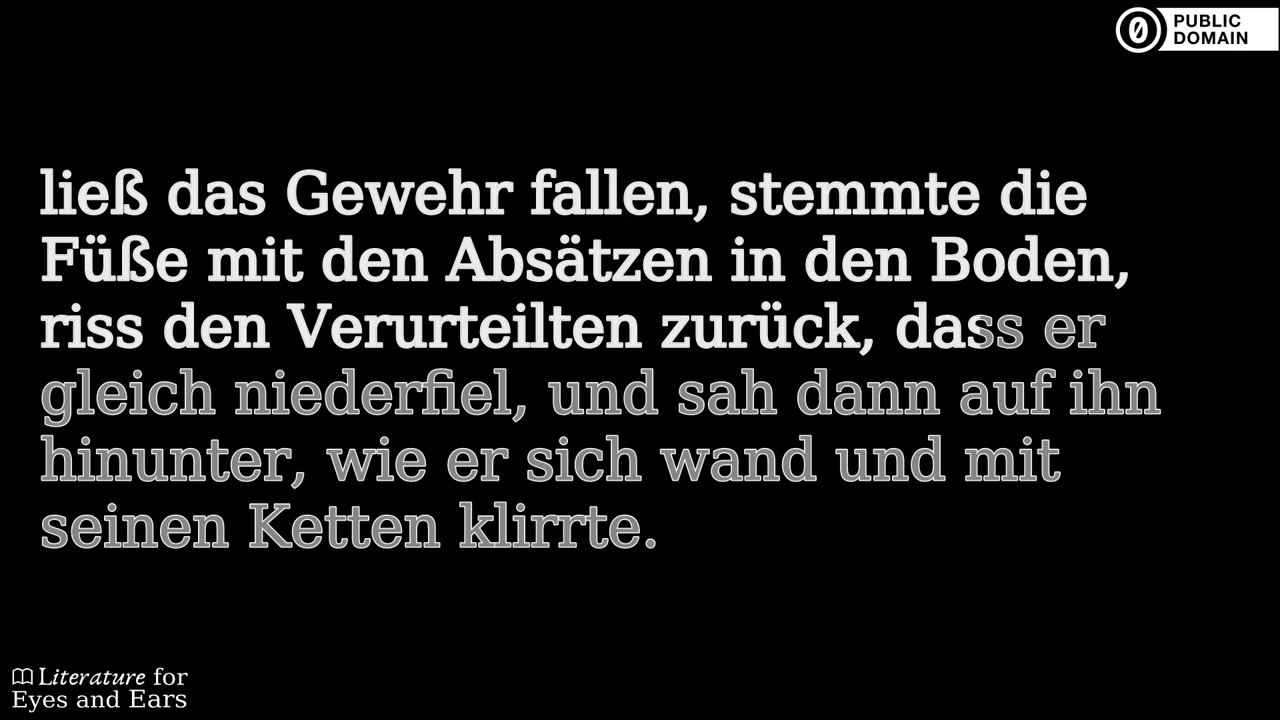 PUBLIC
DOMAIN
ließ das Gewehr fallen, stemmte die
Füße mit den Absätzen in den Boden,
riss den Verurteilten zurück, dass er
gleich niederfiel, und sah dann auf ihn
hinunter, wie er sich wand und mit
seinen Ketten klirrte.
Literature for
Eyes and Ears